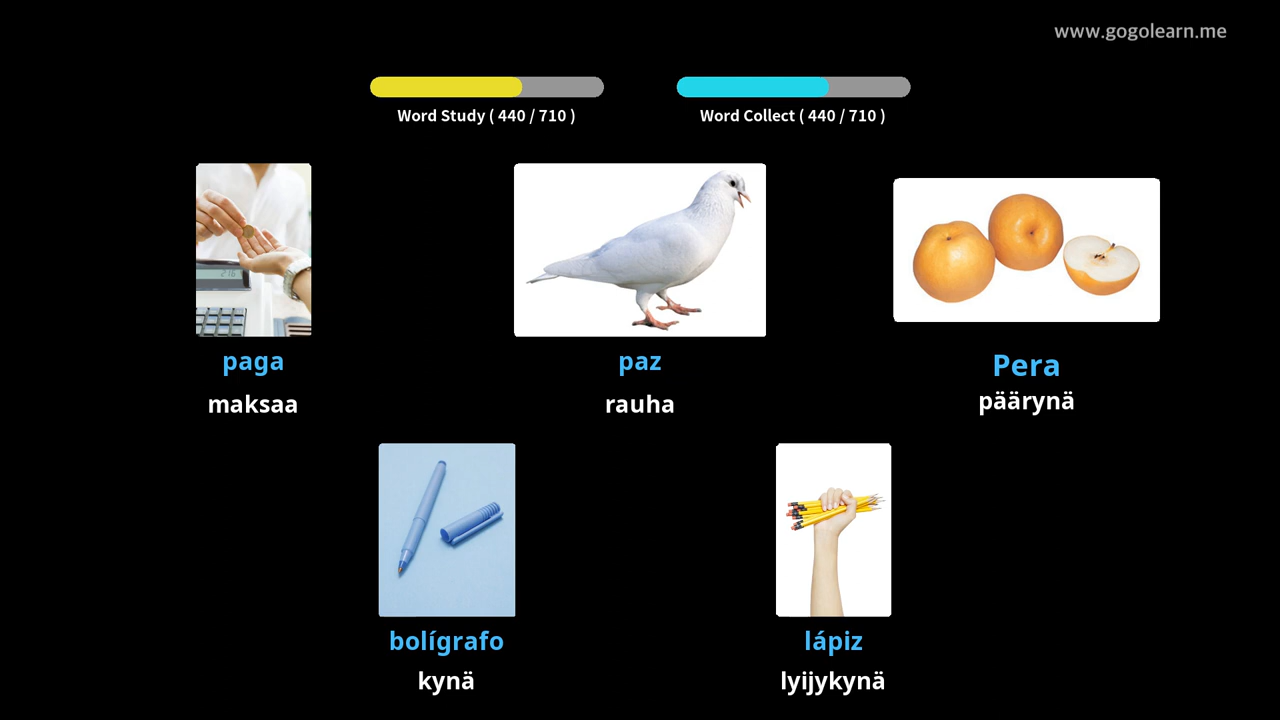 www.gogolearn.me
Word Study ( 440 / 710 )
Word Collect ( 440 / 710 )
paga
maksaa
paz
rauha
Pera
päärynä
bolígrafo
kynä
lápiz
lyijykynä